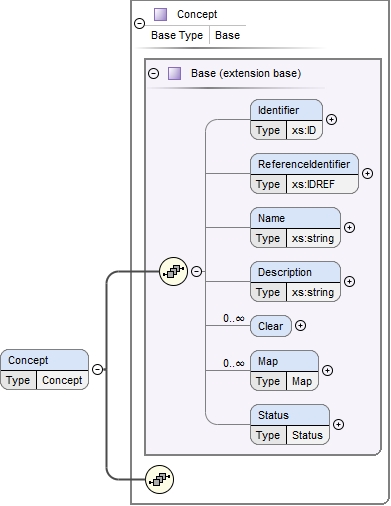 Concept
Base Type Base
Base (extension base)
Identifier
Type xs:ID
ReferenceIdentifier
Type xs:IDREF
Name
Type xs:string
Description
Type xs:string
0..∞
Clear
0..∞
Map
Type Map
Status
Type Status
Concept
Type Concept